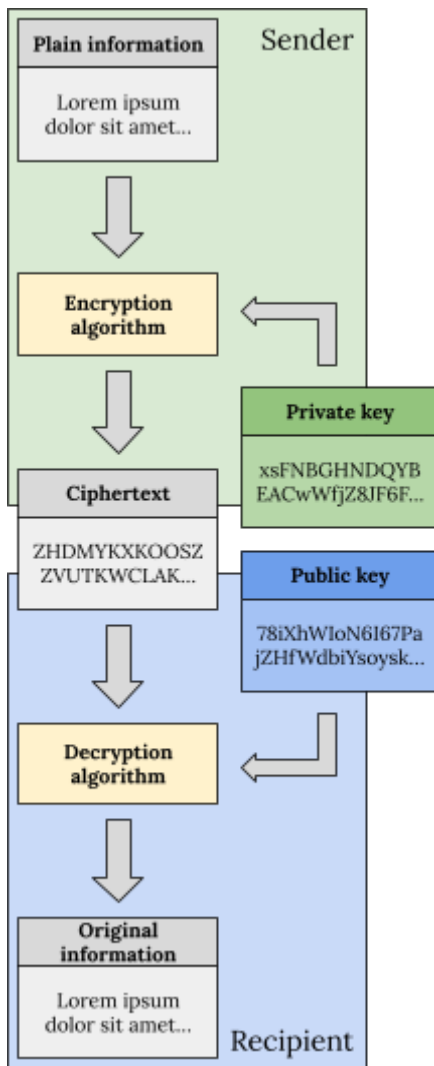 Plain information
Sender
Lorem ipsum
dolor sit amet...
Encryption
algorithm
Private key
xsFNBGHNDQYB
EACwWfjZ8JF6F...
Ciphertext
ZHDMYKXKOOSZ
ZVUTKWCLAK...
Public key
78iXhWIoN6I67Pa
jZHfWdbiYsoysk...
Decryption
algorithm
Original
information
Lorem ipsum
dolor sit amet...
Recipient